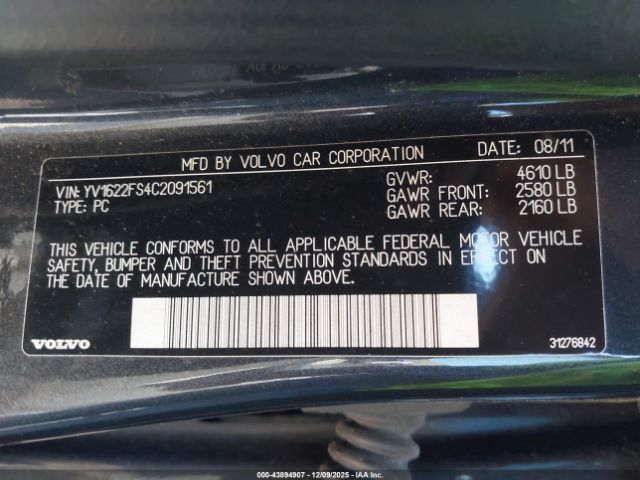 MFD BY VOLVO CAR CORPORATION DATE: 08/11
VIN: YV1622FS4C2091561 GVWR: 4610 LB
TYPE: PC GAWR FRONT: 2580 LB
GAWR REAR: 2160 LB
THIS VEHICLE CONFORMS TO ALL APPLICABLE FEDERAL MOTOR VEHICLE
SAFETY, BUMPER AND THEFT PREVENTION STANDARDS IN EFFECT ON
THE DATE OF MANUFACTURE SHOWN ABOVE.
VOLVO 31276842
000-43894907 - 12/09/2025 - IAA Inc.